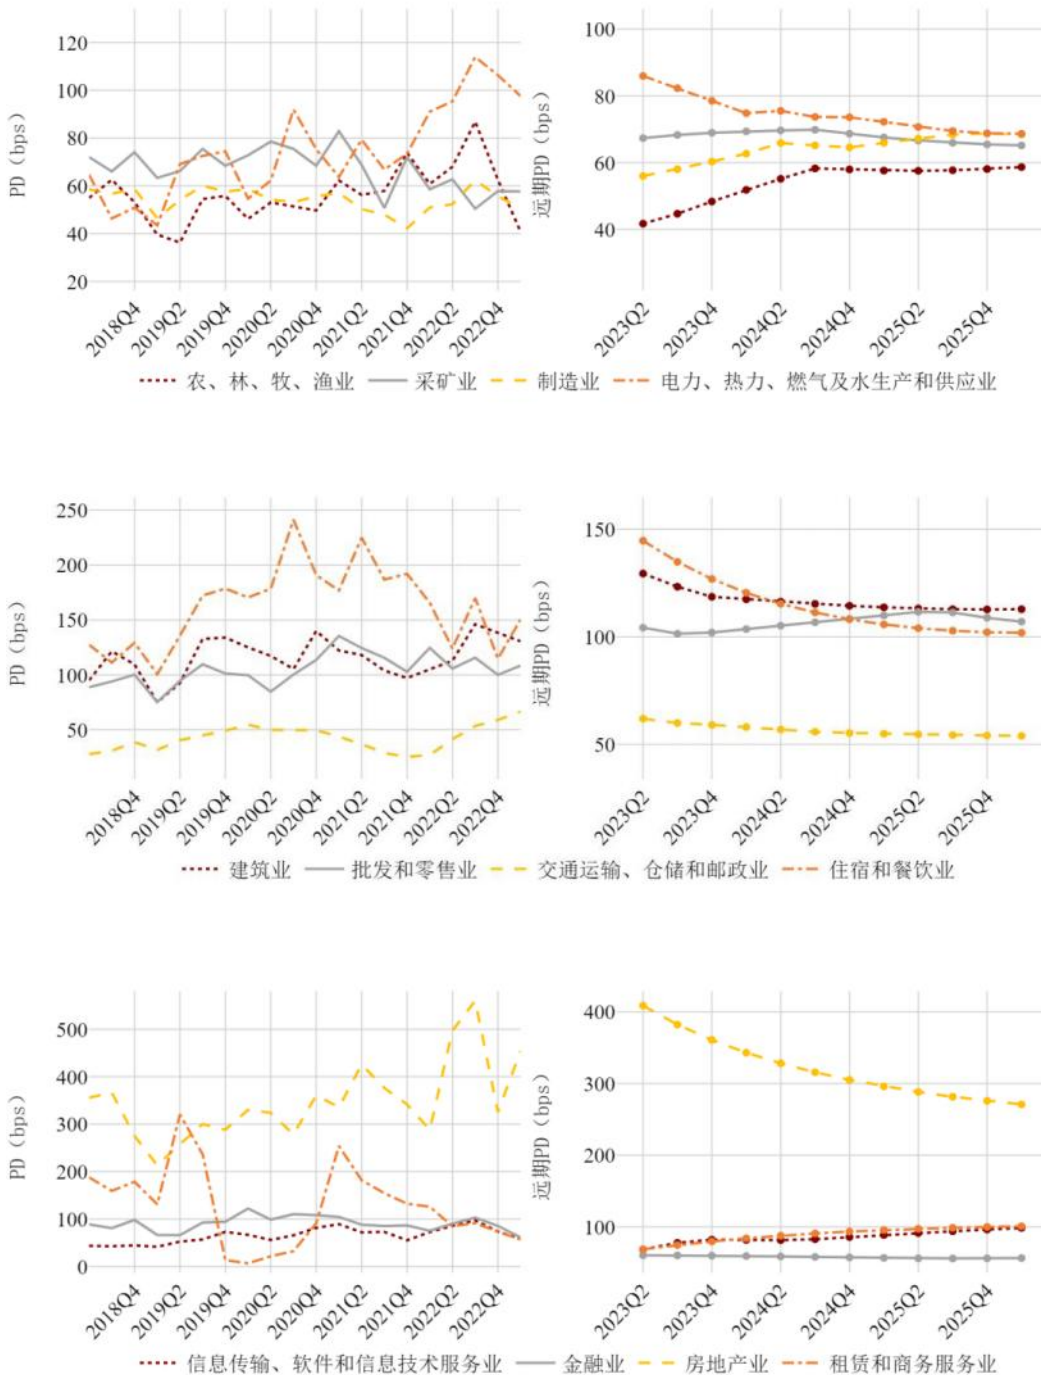 PD（bps）
120
100
80
60
40
20
2018Q4 2019Q2 2019Q4 2020Q2 2020Q4 2021Q2 2021Q4 2022Q2 2022Q4
远期PD（bps）
100
80
60
40
2023Q2 2023Q4 2024Q2 2024Q4 2025Q2 2025Q4
农、林、牧、渔业 采矿业 制造业 电力、热力、燃气及水生产和供应业
PD（bps）
250
200
150
100
50
2018Q4 2019Q2 2019Q4 2020Q2 2020Q4 2021Q2 2021Q4 2022Q2 2022Q4
远期PD（bps）
150
100
50
2023Q2 2023Q4 2024Q2 2024Q4 2025Q2 2025Q4
建筑业 批发和零售业 交通运输、仓储和邮政业 住宿和餐饮业
PD（bps）
500
400
300
200
100
0
2018Q4 2019Q2 2019Q4 2020Q2 2020Q4 2021Q2 2021Q4 2022Q2 2022Q4
远期PD（bps）
400
300
200
100
2023Q2 2023Q4 2024Q2 2024Q4 2025Q2 2025Q4
信息传输、软件和信息技术服务业 金融业 房地产业 租赁和商务服务业